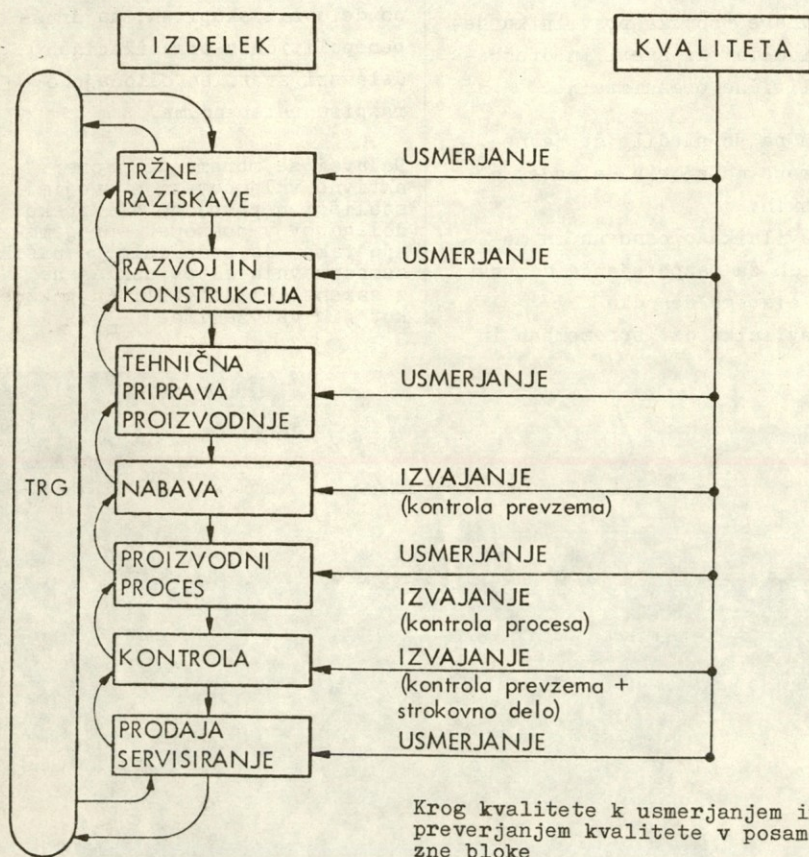 IZDELEK
KVALITETA
TRG
TRŽNE
RAZISKAVE
USMERJANJE
RAZVOJ IN
KONSTRUKCIJA
USMERJANJE
TEHNIČNA
PRIPRAVA
PROIZVODNJE
USMERJANJE
NABAVA
IZVAJANJE
(kontrola prevzema)
PROIZVODNI
PROCES
USMERJANJE
IZVAJANJE
(kontrola procesa)
KONTROLA
IZVAJANJE
(kontrola prevzema +
strokovno delo)
PRODAJA
SERVISIRANJE
USMERJANJE
Krog kvalitete k usmerjanjem i
preverjanjem kvalitete v posam
zne bloke